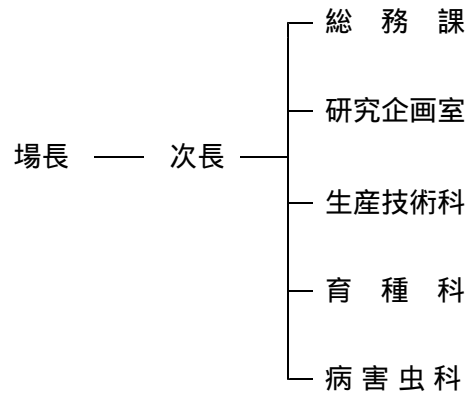 総務課
研究企画室
場長 次長
生産技術科
育種科
病害虫科